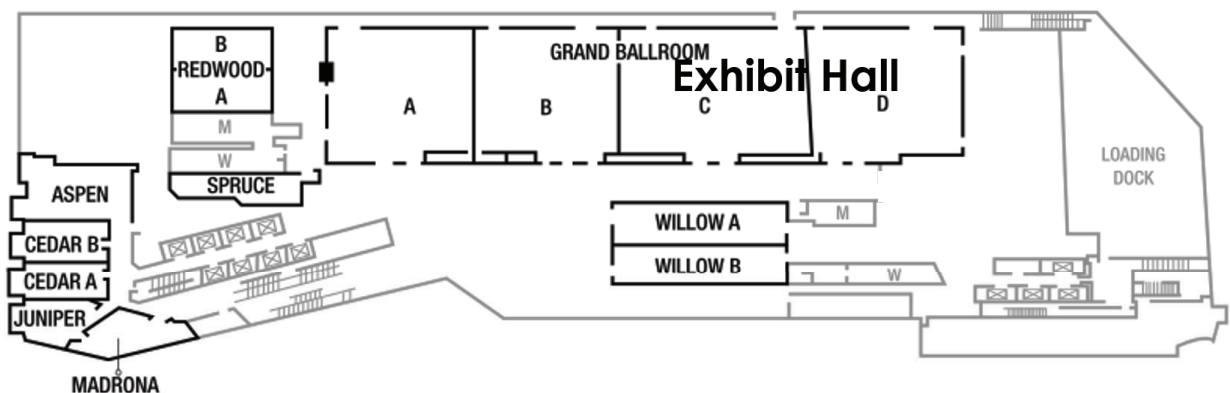 B
REDWOOD
A
M
W
SPRUCE
GRAND BALLROOM
Exhibit Hall
A
B
C
D
ASPEN
CEDAR B
CEDAR A
JUNIPER
MADRONA
WILLOW A
WILLOW B
M
W
LOADING
DOCK